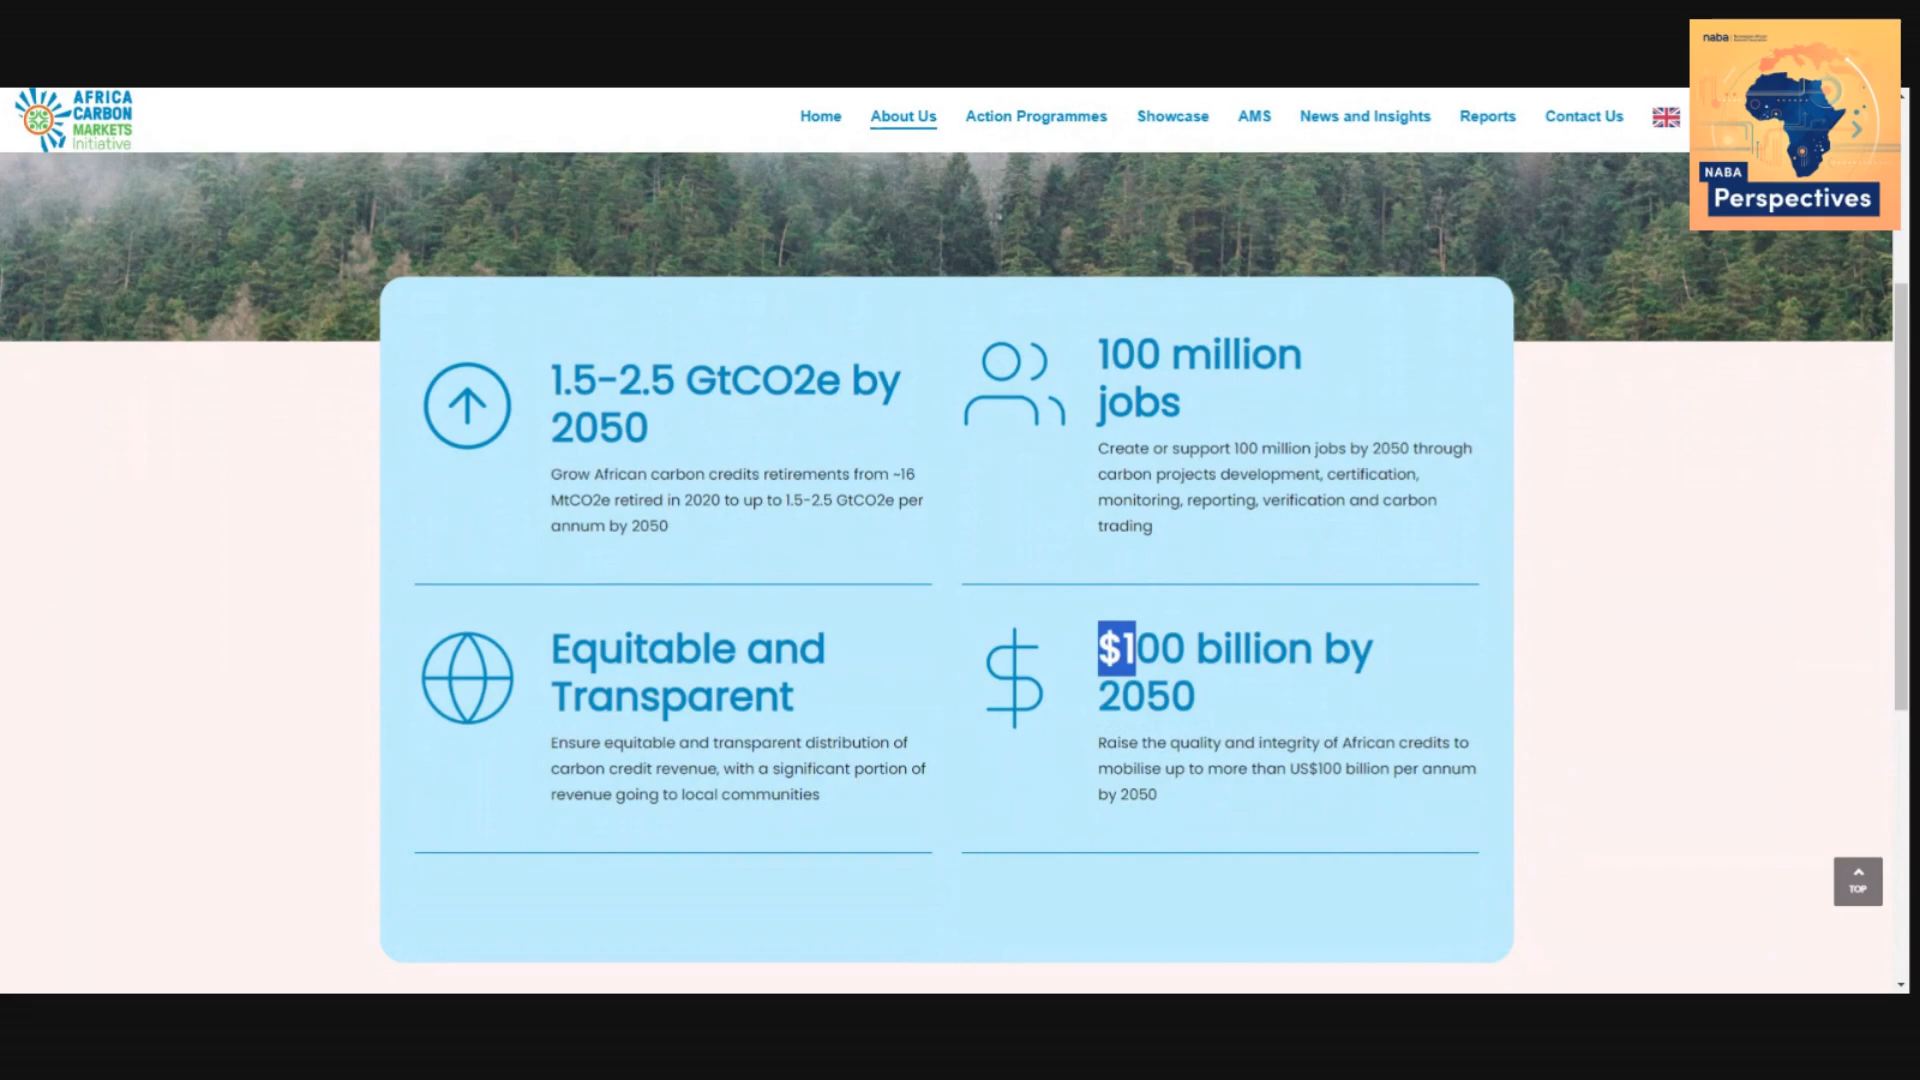 AFRICA
CARBON
MARKETS
Initiative
Home
About Us
Action Programmes
Showcase
AMS
News and Insights
Reports
Contact Us
naba
NABA
Perspectives
1.5-2.5 GtCO2e by
2050
Grow African carbon credits retirements from ~16
MtCO2e retired in 2020 to up to 1.5-2.5 GtCO2e per
annum by 2050
100 million
jobs
Create or support 100 million jobs by 2050 through
carbon projects development, certification,
monitoring, reporting, verification and carbon
trading
Equitable and
Transparent
Ensure equitable and transparent distribution of
carbon credit revenue, with a significant portion of
revenue going to local communities
$100 billion by
2050
Raise the quality and integrity of African credits to
mobilise up to more than US$100 billion per annum
by 2050
TOP